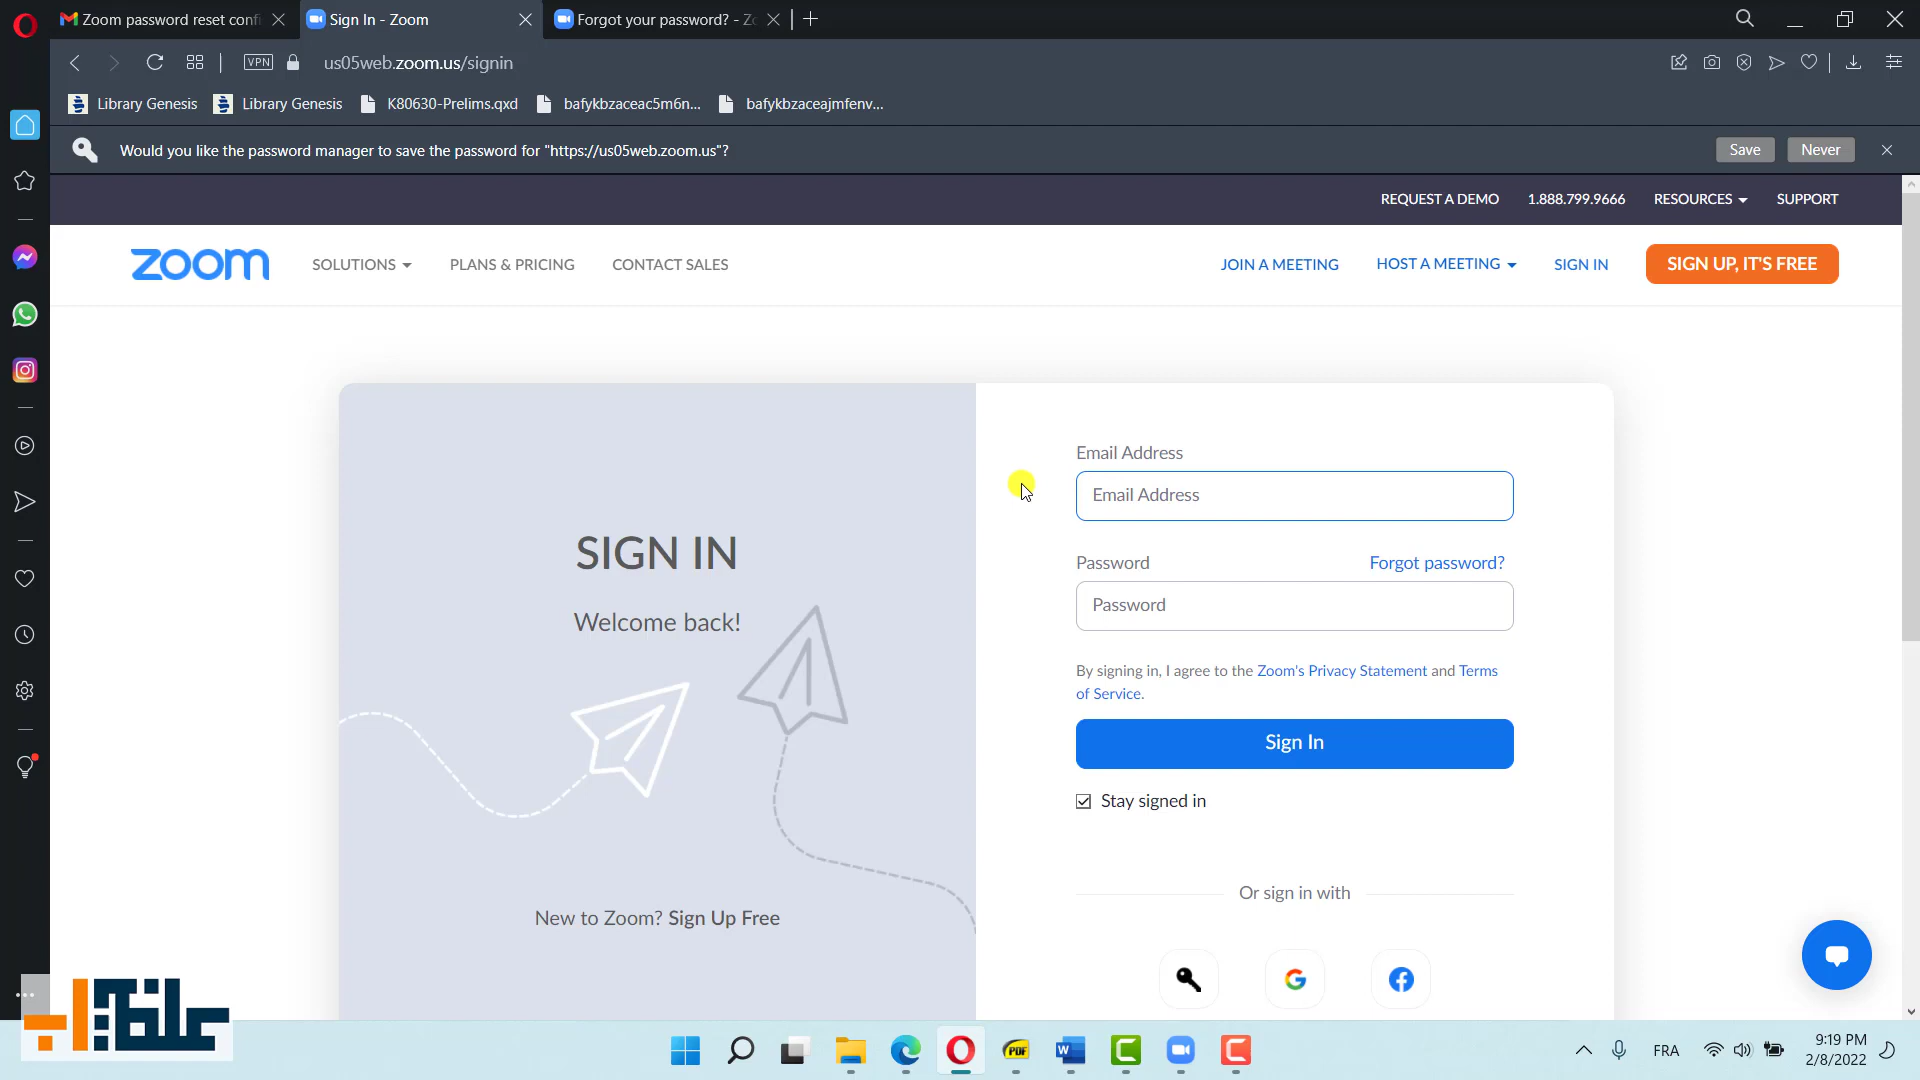 Zoom password reset confi
Sign In - Zoom
Forgot your password? - Zo
VPN
us05web.zoom.us/signin
Library Genesis
Library Genesis
K80630-Prelims.qxd
bafykbzaceac5m6n...
bafykbzaceajmfenv...
Would you like the password manager to save the password for "https://us05web.zoom.us"?
Save
Never
REQUEST A DEMO
1.888.799.9666
RESOURCES
SUPPORT
zoom
SOLUTIONS
PLANS & PRICING
CONTACT SALES
JOIN A MEETING
HOST A MEETING
SIGN IN
SIGN UP, IT'S FREE
SIGN IN
Welcome back!
New to Zoom? Sign Up Free
Email Address
Email Address
Password
Forgot password?
Password
By signing in, I agree to the Zoom's Privacy Statement and Terms
of Service.
Sign In
Stay signed in
Or sign in with
PDF
W
FRA
9:19 PM
2/8/2022